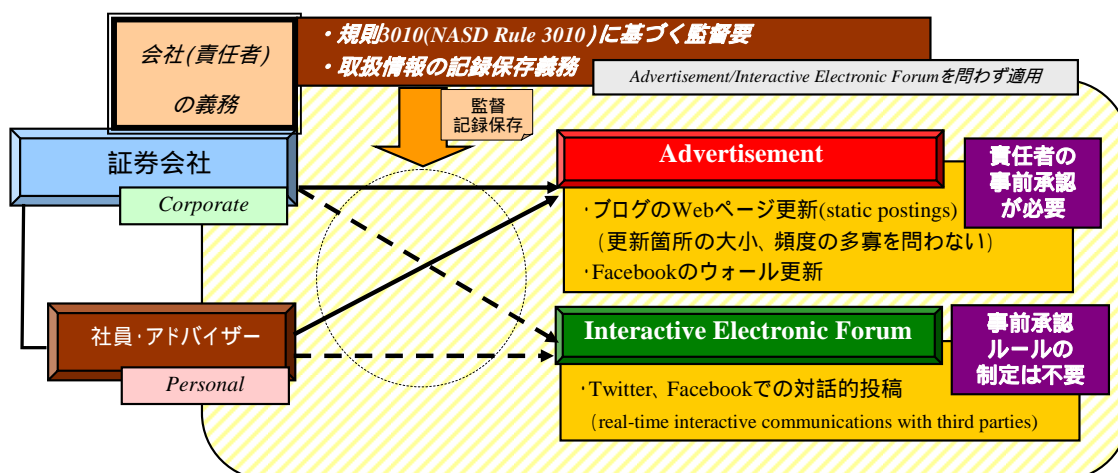 会社(責任者)
の義務
・規則3010(NASD Rule 3010)に基づく監督要
・取扱情報の記録保存義務
Advertisement/Interactive Electronic Forumを問わず適用
監督
記録保存
証券会社
Corporate
Advertisement
責任者の
事前承認
が必要
・ブログのWebページ更新(static postings)
(更新箇所の大小、頻度の多寡を問わない)
・Facebookのウォール更新
社員・アドバイザー
Personal
Interactive Electronic Forum
事前承認
ルールの
制定は不要
・Twitter、Facebookでの対話的投稿
(real-time interactive communications with third parties)